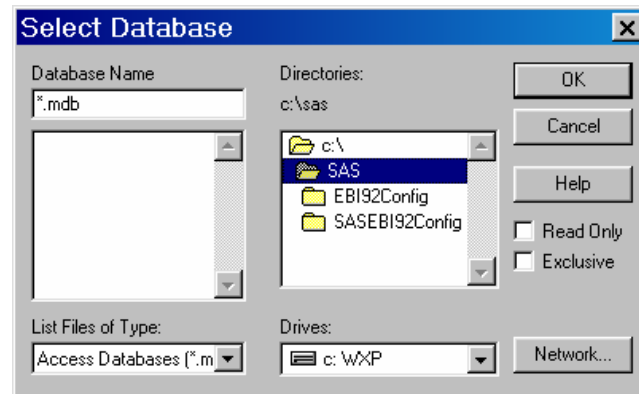 Select Database
Database Name
*.mdb
Directories:
c:\sas
c:\
SAS
EBI92Config
SASEBI92Config
OK
Cancel
Help
Read Only
Exclusive
List Files of Type:
Access Databases (*.m
Drives:
c: WXP
Network...